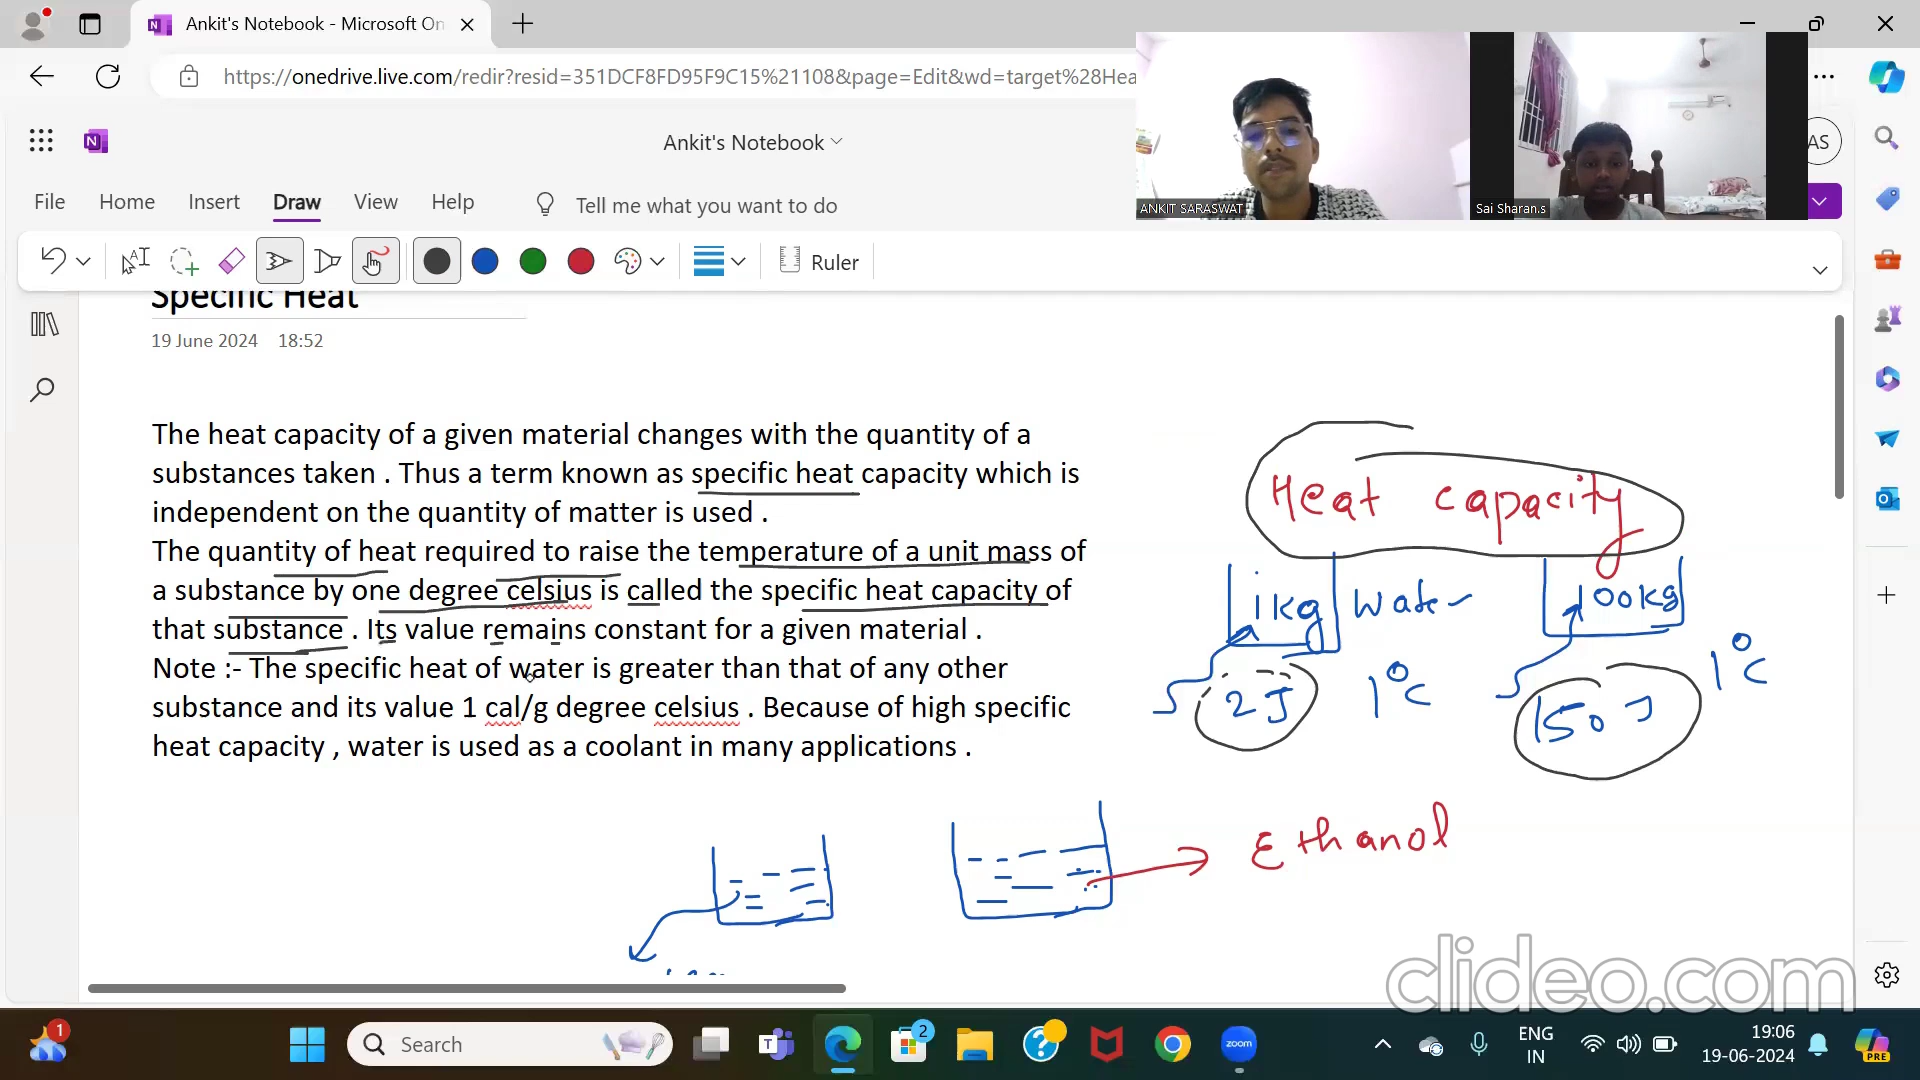 Ankit's Notebook - Microsoft On
https://onedrive.live.com/redir?resid=351DCF8FD95F9C15%21108&page=Edit&wd=target%28Hea
Ankit's Notebook
AS
File Home Insert Draw View Help Tell me what you want to do
ANKIT SARASWAT
Sai Sharan.s
Ruler
Specific Heat
19 June 2024 18:52
The heat capacity of a given material changes with the quantity of a
substances taken . Thus a term known as specific heat capacity which is
independent on the quantity of matter is used .
The quantity of heat required to raise the temperature of a unit mass of
a substance by one degree celsius is called the specific heat capacity of
that substance . Its value remains constant for a given material .
Note :- The specific heat of water is greater than that of any other
substance and its value 1 cal/g degree celsius . Because of high specific
heat capacity , water is used as a coolant in many applications .
Heat capacity
1kg Water 100kg
2 J 1°C 150 J 1°C
Ethanol
clideo.com
1
Search
2
zoom
ENG
IN
19:06
19-06-2024
PRE